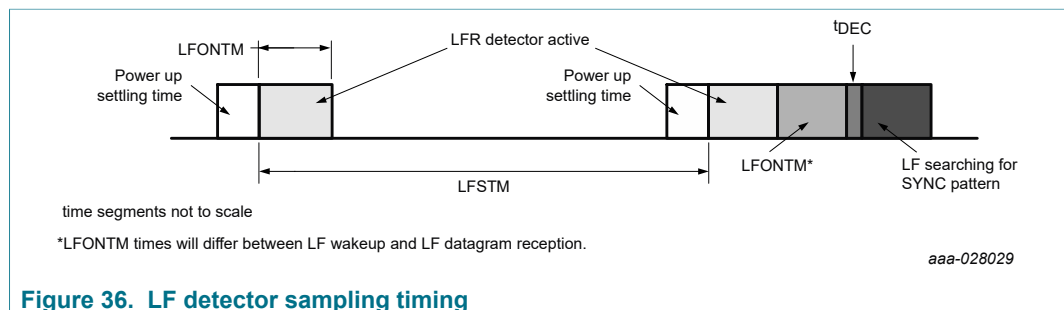 LFONTM
Power up
settling time
LFR detector active
Power up
settling time
tDEC
LFONTM*
LF searching for
SYNC pattern
LFSTM
time segments not to scale
*LFONTM times will differ between LF wakeup and LF datagram reception.
aaa-028029
Figure 36. LF detector sampling timing